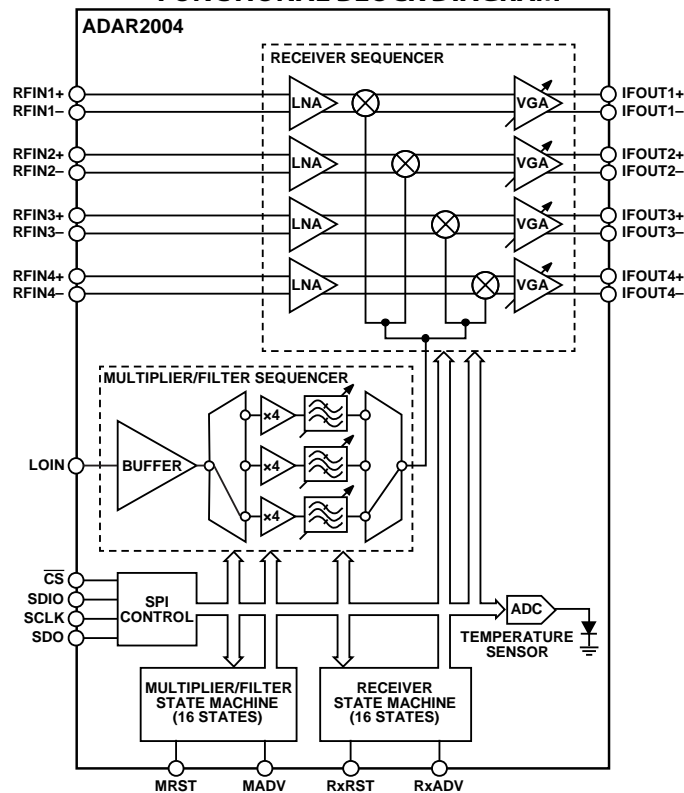 FUNCTIONAL BLOCK DIAGRAM
ADAR2004
RECEIVER SEQUENCER
RFIN1+
RFIN1–
LNA
VGA
IFOUT1+
IFOUT1–
RFIN2+
RFIN2–
LNA
VGA
IFOUT2+
IFOUT2–
RFIN3+
RFIN3–
LNA
VGA
IFOUT3+
IFOUT3–
RFIN4+
RFIN4–
LNA
VGA
IFOUT4+
IFOUT4–
MULTIPLIER/FILTER SEQUENCER
LOIN
BUFFER
×4
×4
×4
C̅S̅
SDIO
SCLK
SDO
SPI
CONTROL
ADC
TEMPERATURE
SENSOR
MULTIPLIER/FILTER
STATE MACHINE
(16 STATES)
RECEIVER
STATE MACHINE
(16 STATES)
MRST
MADV
RxRST
RxADV